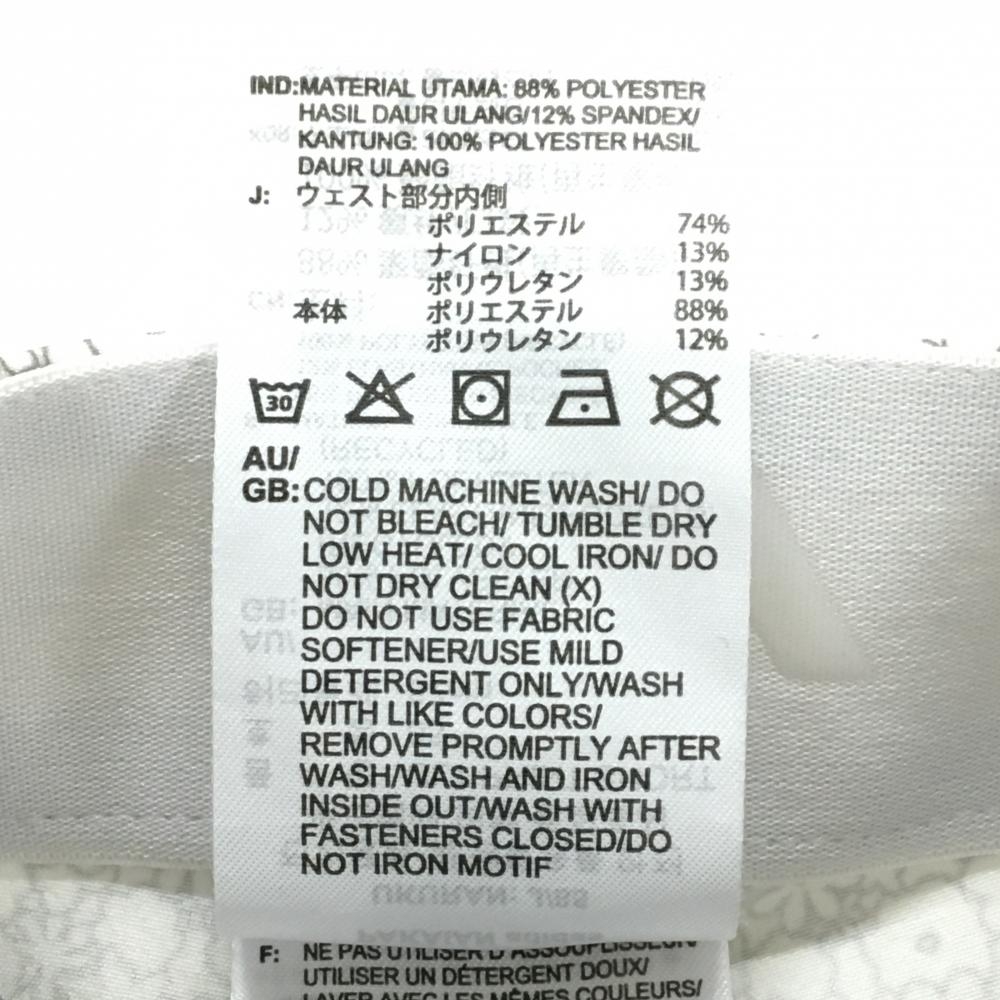 IND:MATERIAL UTAMA: 88% POLYESTER
HASIL DAUR ULANG/12% SPANDEX/
KANTUNG: 100% POLYESTER HASIL
DAUR ULANG
J: ウェスト部分内側
ポリエステル 74%
ナイロン 13%
ポリウレタン 13%
本体 ポリエステル 88%
ポリウレタン 12%
30
AU/
GB:COLD MACHINE WASH/ DO
NOT BLEACH/ TUMBLE DRY
LOW HEAT/ COOL IRON/ DO
NOT DRY CLEAN (X)
DO NOT USE FABRIC
SOFTENER/USE MILD
DETERGENT ONLY/WASH
WITH LIKE COLORS/
REMOVE PROMPTLY AFTER
WASH/WASH AND IRON
INSIDE OUT/WASH WITH
FASTENERS CLOSED/DO
NOT IRON MOTIF
F: NE PAS UTILISER D'ASSOUPLISSEUR/
UTILISER UN DÉTERGENT DOUX/
LAVER AVEC LES MÊMES COULEURS/